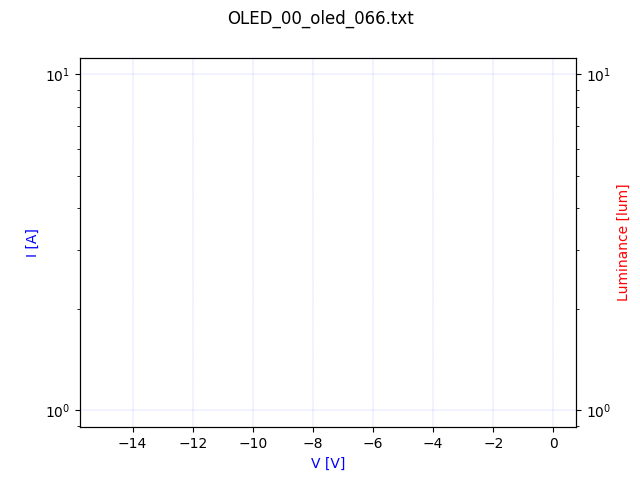 OLED_00_oled_066.txt
10¹
10⁰
I [A]
10¹
10⁰
Luminance [lum]
−14 −12 −10 −8 −6 −4 −2 0
V [V]